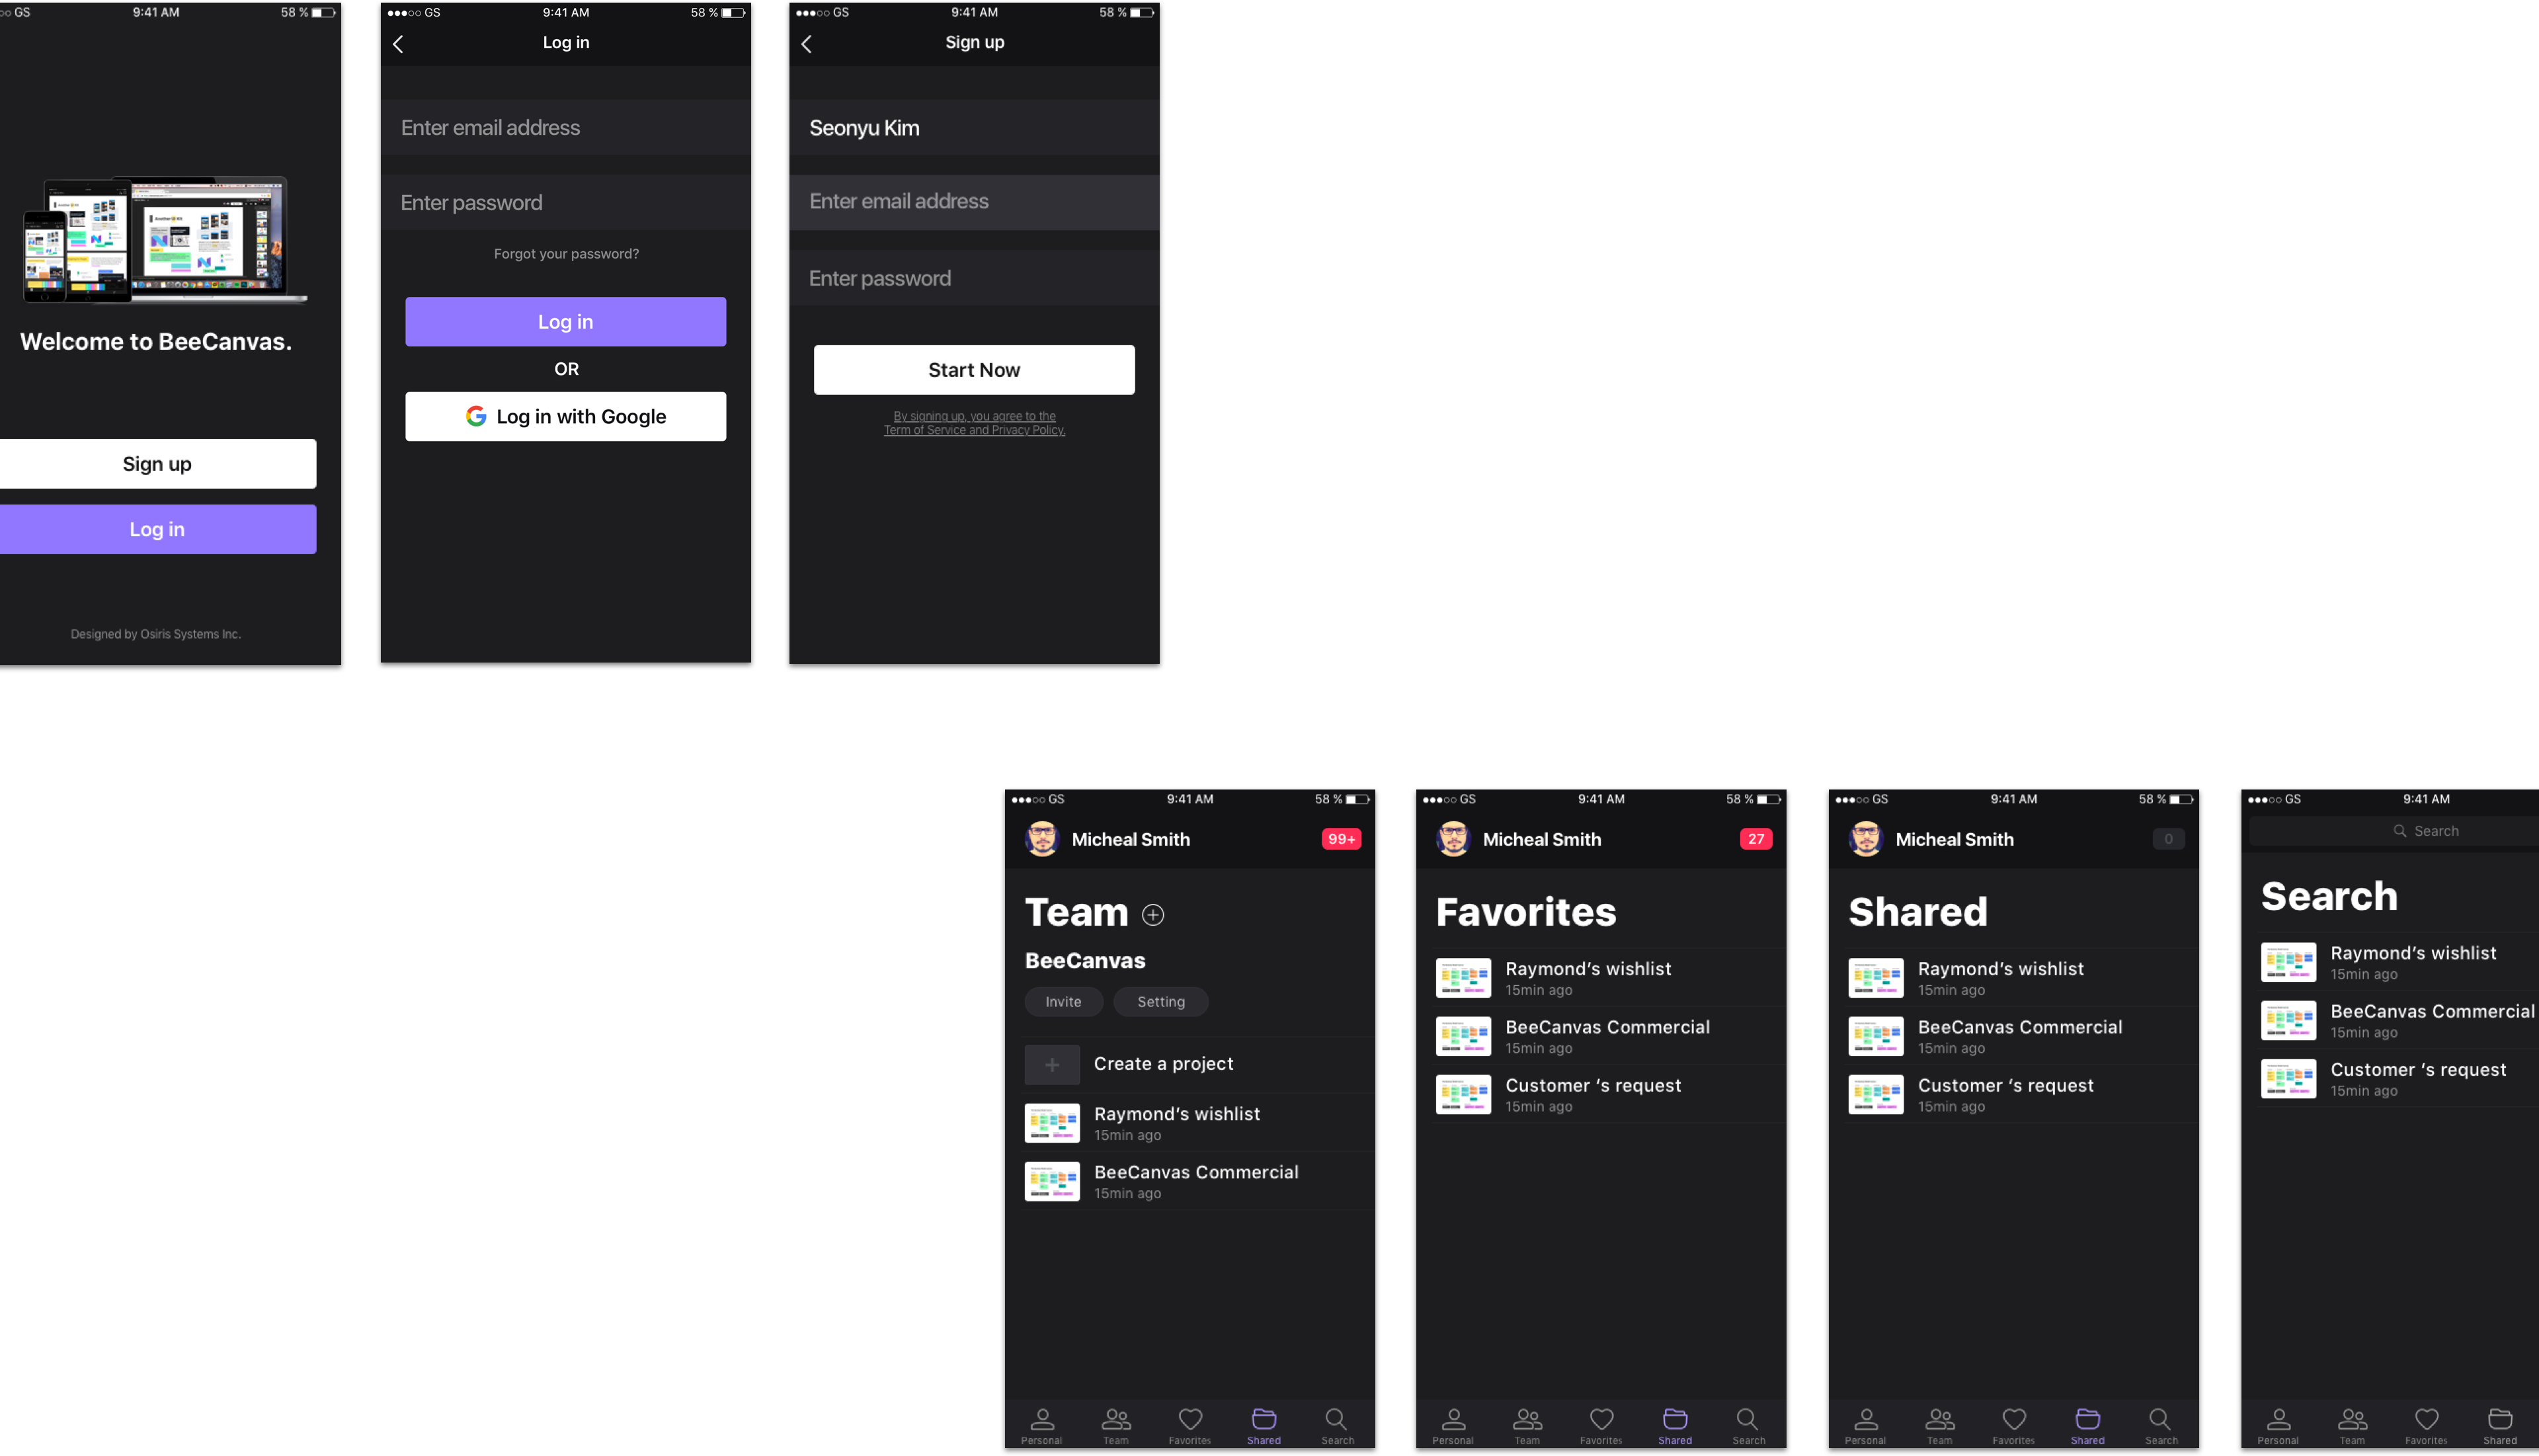 GS 9:41 AM 58 %
Welcome to BeeCanvas.
Sign up
Log in
Designed by Osiris Systems Inc.
GS 9:41 AM 58 %
Log in
Enter email address
Enter password
Forgot your password?
Log in
OR
Log in with Google
GS 9:41 AM 58 %
Sign up
Seonyu Kim
Enter email address
Enter password
Start Now
By signing up, you agree to the
Term of Service and Privacy Policy.
GS 9:41 AM 58 %
Micheal Smith 99+
Team
BeeCanvas
Invite Setting
Create a project
Raymond’s wishlist
15min ago
BeeCanvas Commercial
15min ago
Personal Team Favorites Shared Search
GS 9:41 AM 58 %
Micheal Smith 27
Favorites
Raymond’s wishlist
15min ago
BeeCanvas Commercial
15min ago
Customer ‘s request
15min ago
Personal Team Favorites Shared Search
GS 9:41 AM 58 %
Micheal Smith 0
Shared
Raymond’s wishlist
15min ago
BeeCanvas Commercial
15min ago
Customer ‘s request
15min ago
Personal Team Favorites Shared Search
GS 9:41 AM
Search
Search
Raymond’s wishlist
15min ago
BeeCanvas Commercial
15min ago
Customer ‘s request
15min ago
Personal Team Favorites Shared